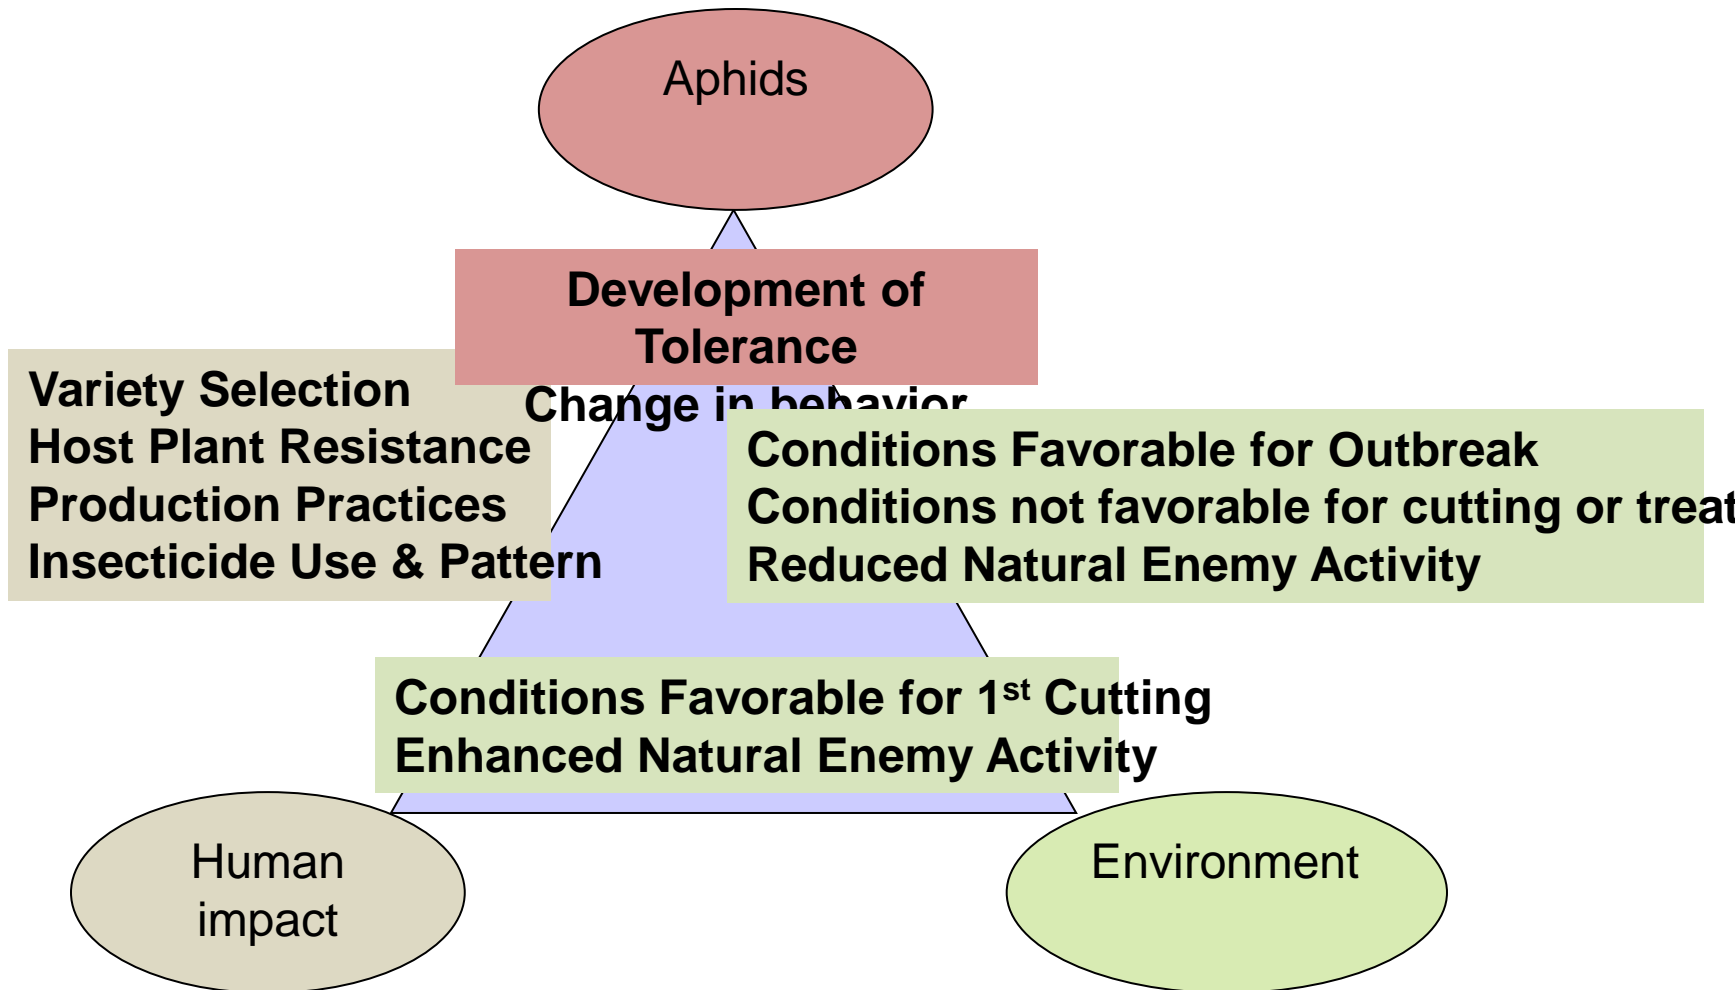 Aphids
Development of
Tolerance
Change in behavior
Variety Selection
Host Plant Resistance
Production Practices
Insecticide Use & Pattern
Conditions Favorable for Outbreak
Conditions not favorable for cutting or treat
Reduced Natural Enemy Activity
Conditions Favorable for 1st Cutting
Enhanced Natural Enemy Activity
Human
impact
Environment